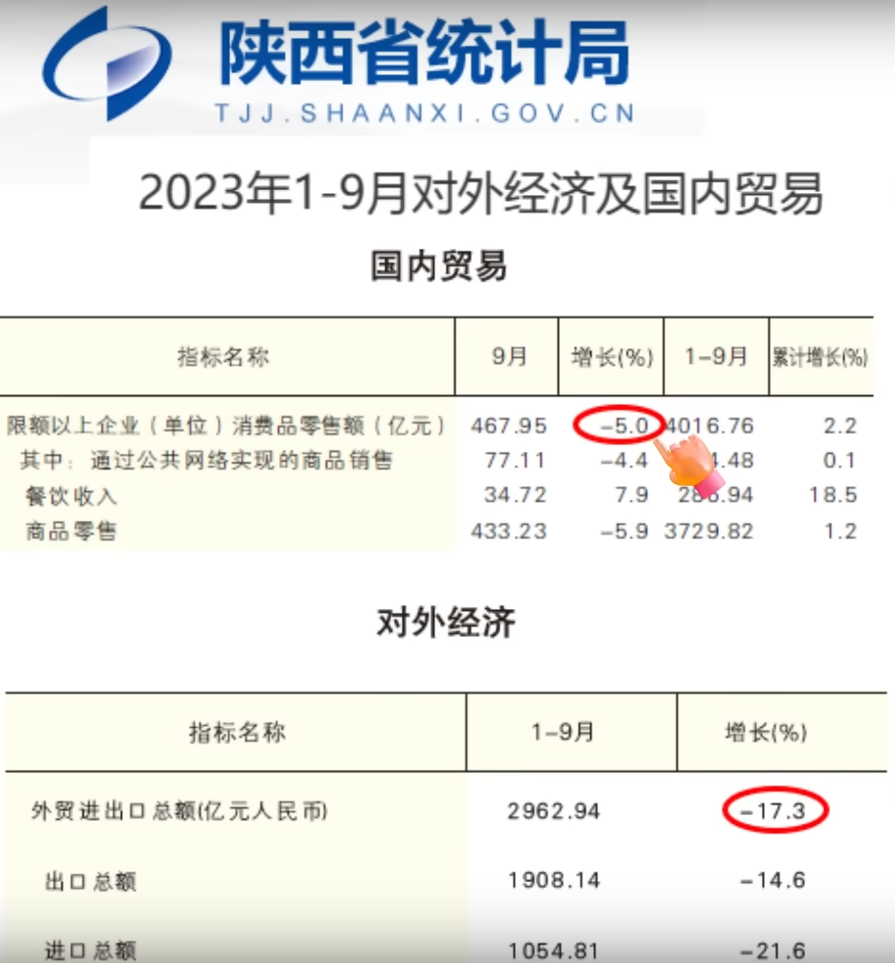 陕西省统计局
TJJ.SHAANXI.GOV.CN
2023年1-9月对外经济及国内贸易
国内贸易
指标名称 9月 增长(%) 1-9月 累计增长(%)
限额以上企业(单位)消费品零售额(亿元) 467.95 -5.0 4016.76 2.2
其中: 通过公共网络实现的商品销售 77.11 -4.4 4.48 0.1
餐饮收入 34.72 7.9 .94 18.5
商品零售 433.23 -5.9 3729.82 1.2
对外经济
指标名称 1-9月 增长(%)
外贸进出口总额(亿元人民币) 2962.94 -17.3
出口总额 1908.14 -14.6
进口总额 1054.81 -21.6